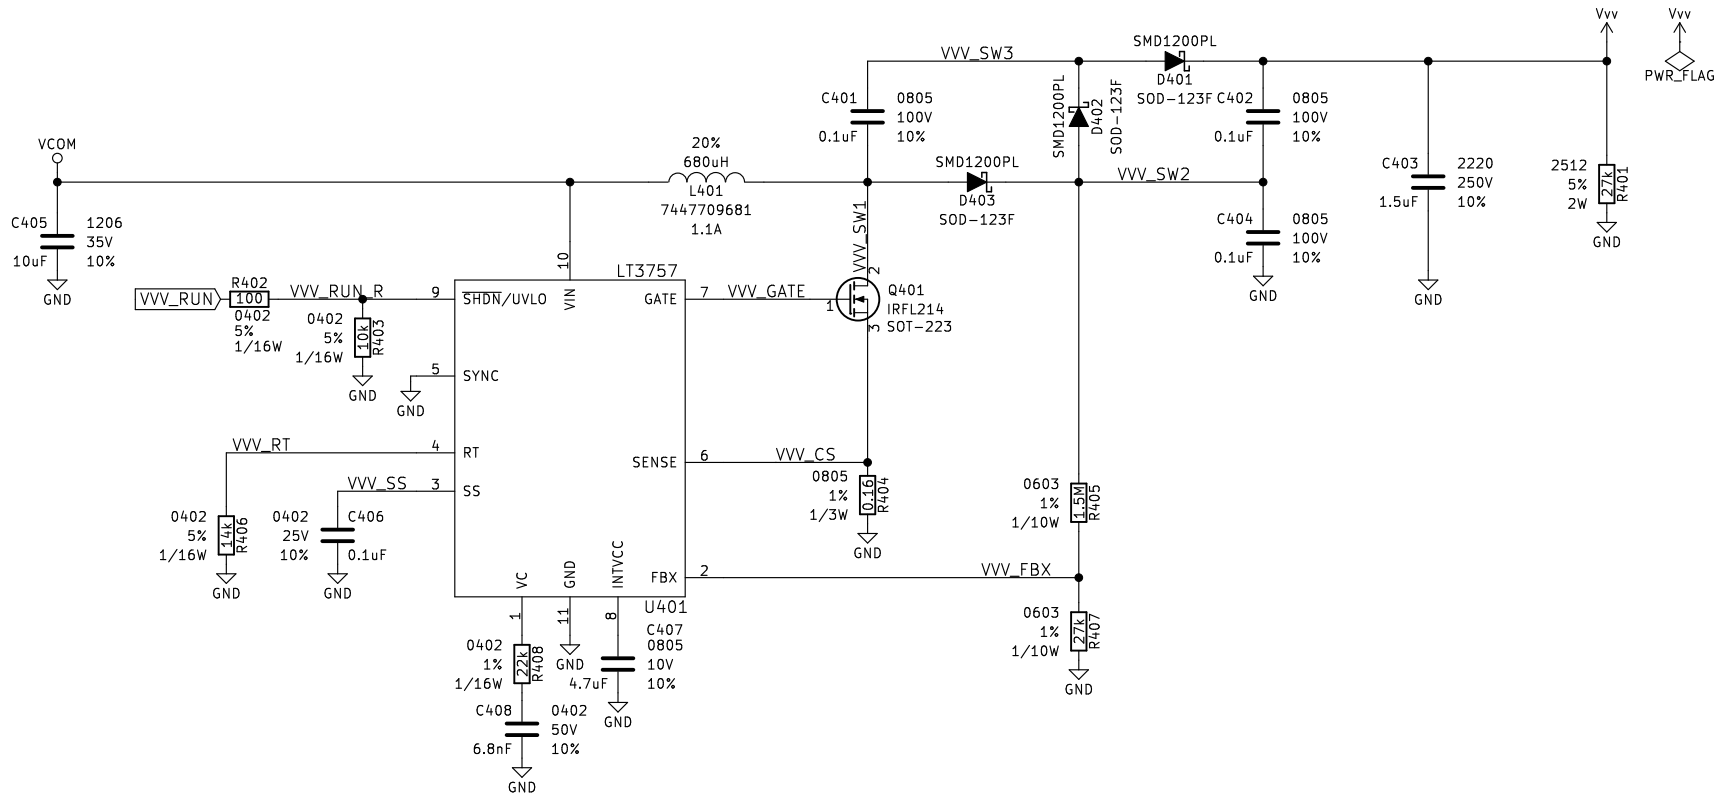 Vvv
Vvv
PWR_FLAG
VVV_SW3
SMD1200PL
D401
SOD-123F
C401
0805
100V
0.1uF
10%
SMD1200PL
D402
SOD-123F
C402
0805
100V
0.1uF
10%
VCOM
20%
680uH
L401
7447709681
1.1A
SMD1200PL
D403
SOD-123F
VVV_SW2
C403
2220
250V
1.5uF
10%
2512
5%
2W
27k
R401
GND
C405
1206
35V
10uF
10%
GND
VVV_SW1
C404
0805
100V
0.1uF
10%
GND
GND
VVV_RUN
R402
100
0402
5%
1/16W
VVV_RUN_R
0402
5%
1/16W
10k
R403
GND
LT3757
9
SHDN/UVLO
10
VIN
GATE
7
VVV_GATE
1
2
3
Q401
IRFL214
SOT-223
5
SYNC
GND
VVV_RT
4
RT
VVV_SS
3
SS
SENSE
6
VVV_CS
0805
1%
1/3W
0.16
R404
GND
0603
1%
1/10W
1.5M
R405
0402
5%
1/16W
14k
R406
GND
0402
25V
10%
C406
0.1uF
GND
VC
GND
INTVCC
FBX
2
VVV_FBX
U401
1
11
8
GND
0603
1%
1/10W
27k
R407
GND
C407
0805
10V
4.7uF
10%
GND
0402
1%
1/16W
22k
R408
C408
0402
50V
6.8nF
10%
GND